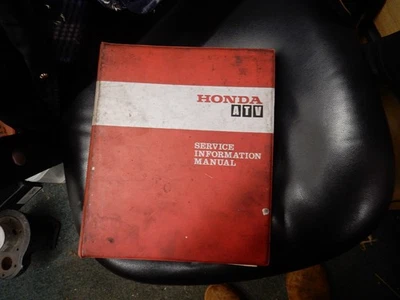 HONDA
ATV
SERVICE
INFORMATION
MANUAL